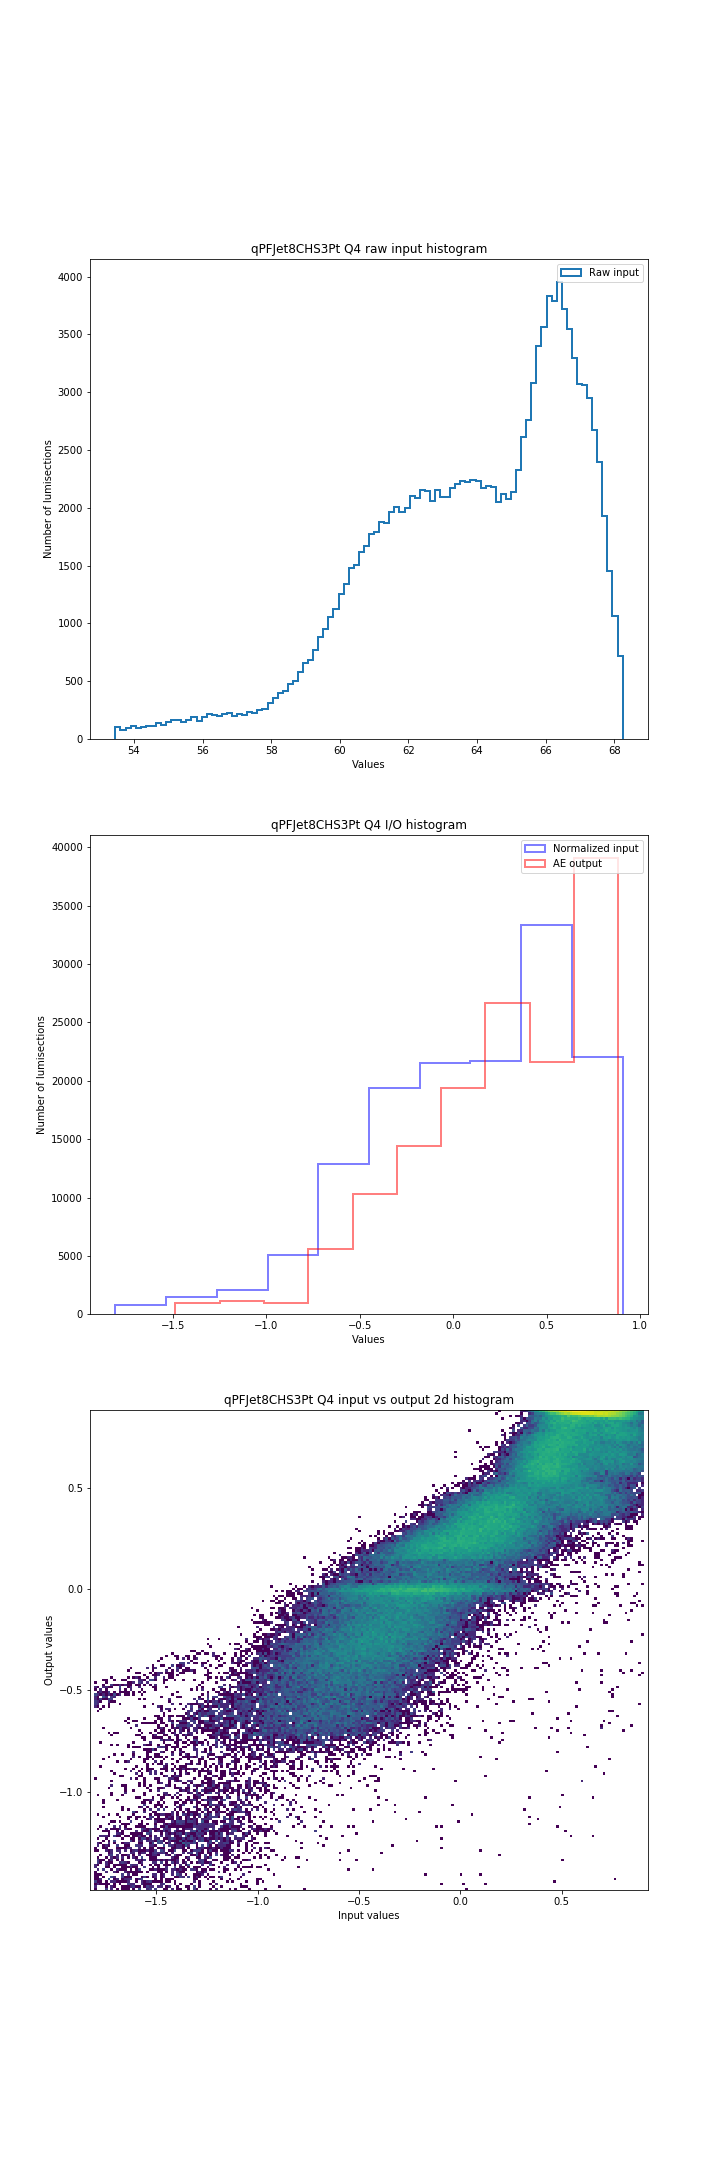 qPFJet8CHS3Pt Q4 raw input histogram
Raw input
4000
3500
3000
2500
2000
1500
1000
500
0
Number of lumisections
54 56 58 60 62 64 66 68
Values
qPFJet8CHS3Pt Q4 I/O histogram
Normalized input
AE output
40000
35000
30000
25000
20000
15000
10000
5000
0
Number of lumisections
−1.5 −1.0 −0.5 0.0 0.5 1.0
Values
qPFJet8CHS3Pt Q4 input vs output 2d histogram
0.5
0.0
−0.5
−1.0
Output values
−1.5 −1.0 −0.5 0.0 0.5
Input values